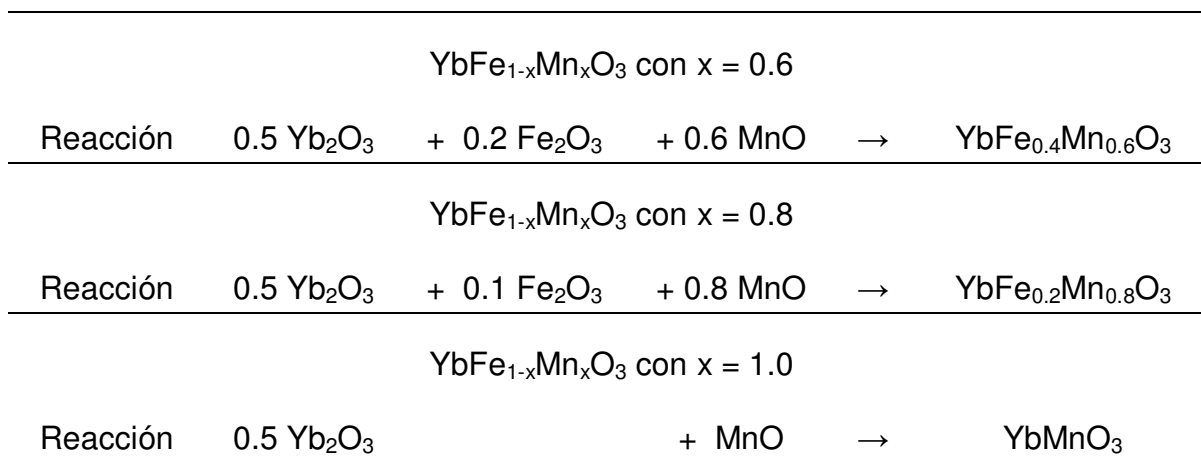 YbFe₁₋ₓMnₓO₃ con x = 0.6
Reacción 0.5 Yb₂O₃ + 0.2 Fe₂O₃ + 0.6 MnO → YbFe₀.₄Mn₀.₆O₃
YbFe₁₋ₓMnₓO₃ con x = 0.8
Reacción 0.5 Yb₂O₃ + 0.1 Fe₂O₃ + 0.8 MnO → YbFe₀.₂Mn₀.₈O₃
YbFe₁₋ₓMnₓO₃ con x = 1.0
Reacción 0.5 Yb₂O₃ + MnO → YbMnO₃